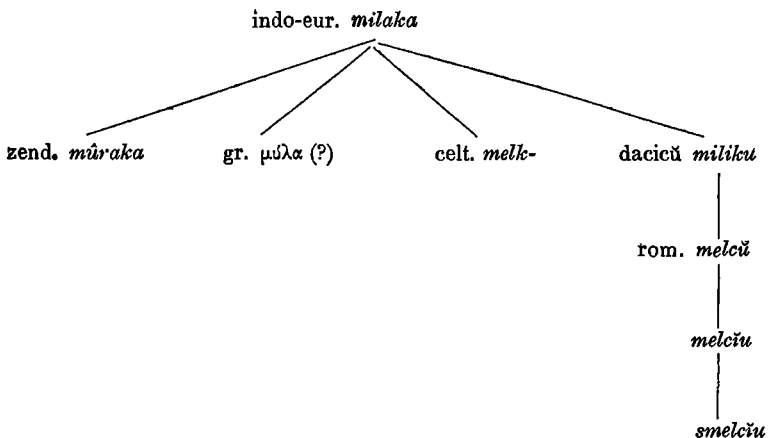 indo-eur. milaka
zend. mûraka gr. μύλα (?) celt. melk- dacicŭ miliku
rom. melcŭ
melcĭu
smelcĭu